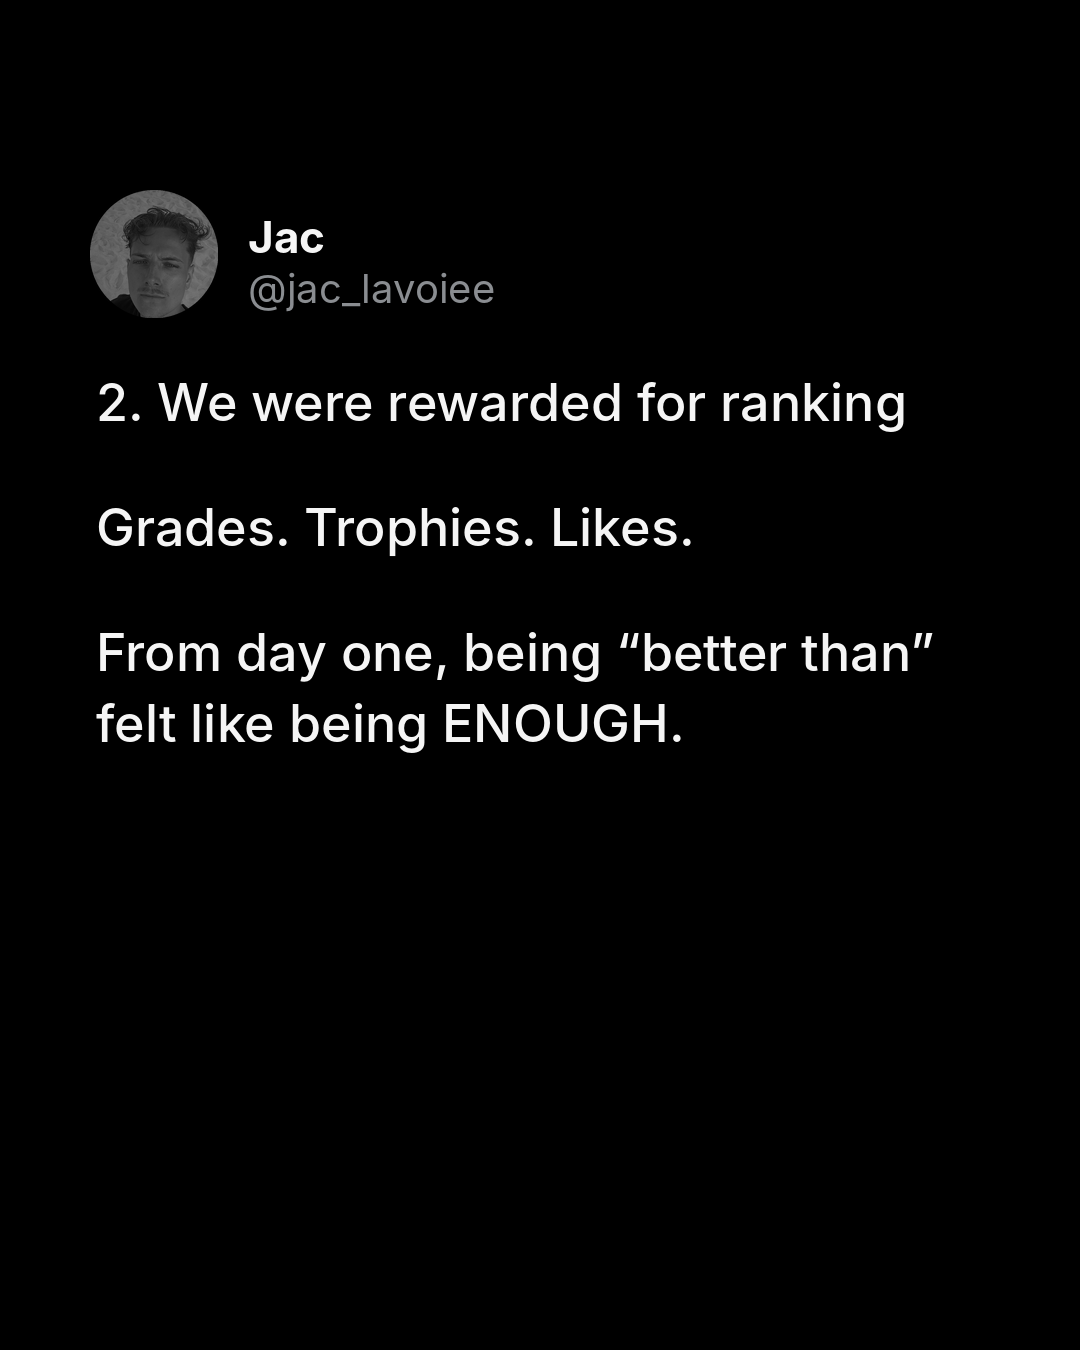 Jac
@jac_lavoiee
2. We were rewarded for ranking
Grades. Trophies. Likes.
From day one, being “better than”
felt like being ENOUGH.